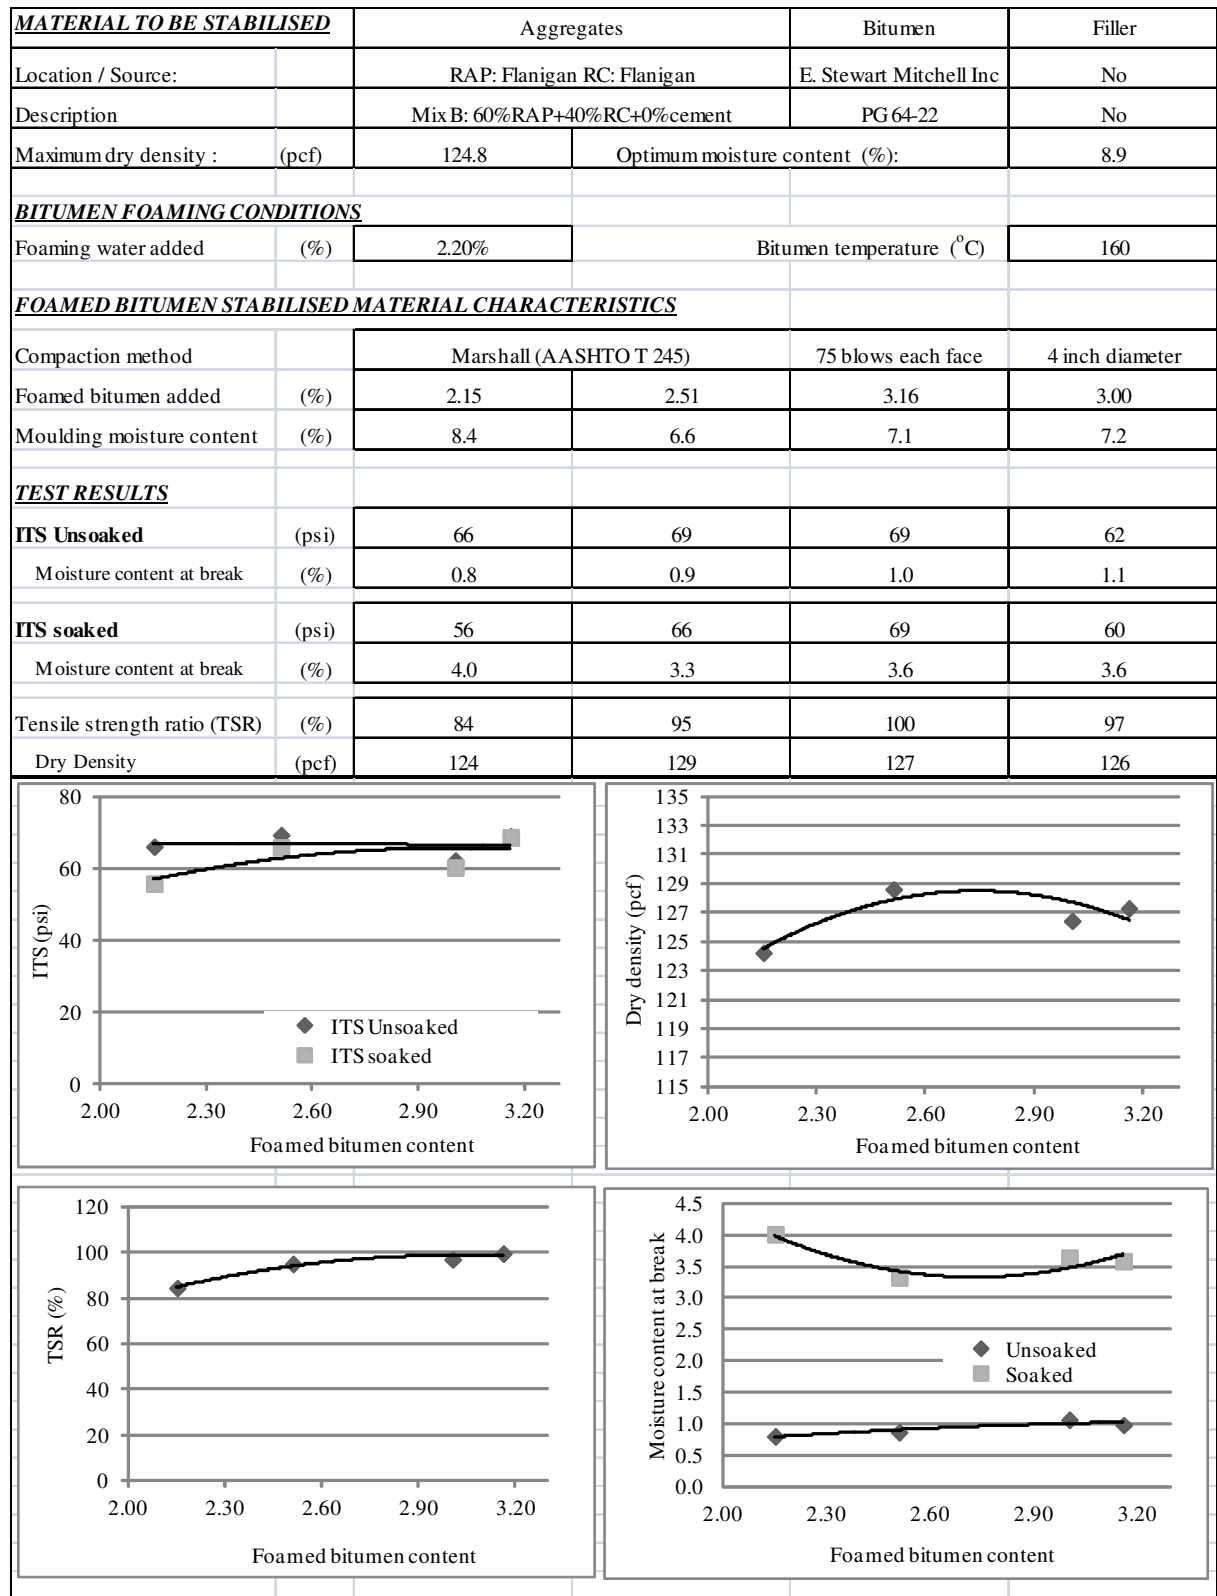 MATERIAL TO BE STABILISED Aggregates Bitumen Filler
Location / Source: RAP: Flanigan RC: Flanigan E. Stewart Mitchell Inc No
Description Mix B: 60%RAP+40%RC+0%cement PG 64-22 No
Maximum dry density : (pcf) 124.8 Optimum moisture content (%): 8.9
BITUMEN FOAMING CONDITIONS
Foaming water added (%) 2.20% Bitumen temperature (°C) 160
FOAMED BITUMEN STABILISED MATERIAL CHARACTERISTICS
Compaction method Marshall (AASHTO T 245) 75 blows each face 4 inch diameter
Foamed bitumen added (%) 2.15 2.51 3.16 3.00
Moulding moisture content (%) 8.4 6.6 7.1 7.2
TEST RESULTS
ITS Unsoaked (psi) 66 69 69 62
Moisture content at break (%) 0.8 0.9 1.0 1.1
ITS soaked (psi) 56 66 69 60
Moisture content at break (%) 4.0 3.3 3.6 3.6
Tensile strength ratio (TSR) (%) 84 95 100 97
Dry Density (pcf) 124 129 127 126
80
60
40
20
0
ITS (psi)
ITS Unsoaked
ITS soaked
2.00 2.30 2.60 2.90 3.20
Foamed bitumen content
135
133
131
129
127
125
123
121
119
117
115
Dry density (pcf)
2.00 2.30 2.60 2.90 3.20
Foamed bitumen content
120
100
80
60
40
20
0
TSR (%)
2.00 2.30 2.60 2.90 3.20
Foamed bitumen content
4.5
4.0
3.5
3.0
2.5
2.0
1.5
1.0
0.5
0.0
Moisture content at break
Unsoaked
Soaked
2.00 2.30 2.60 2.90 3.20
Foamed bitumen content